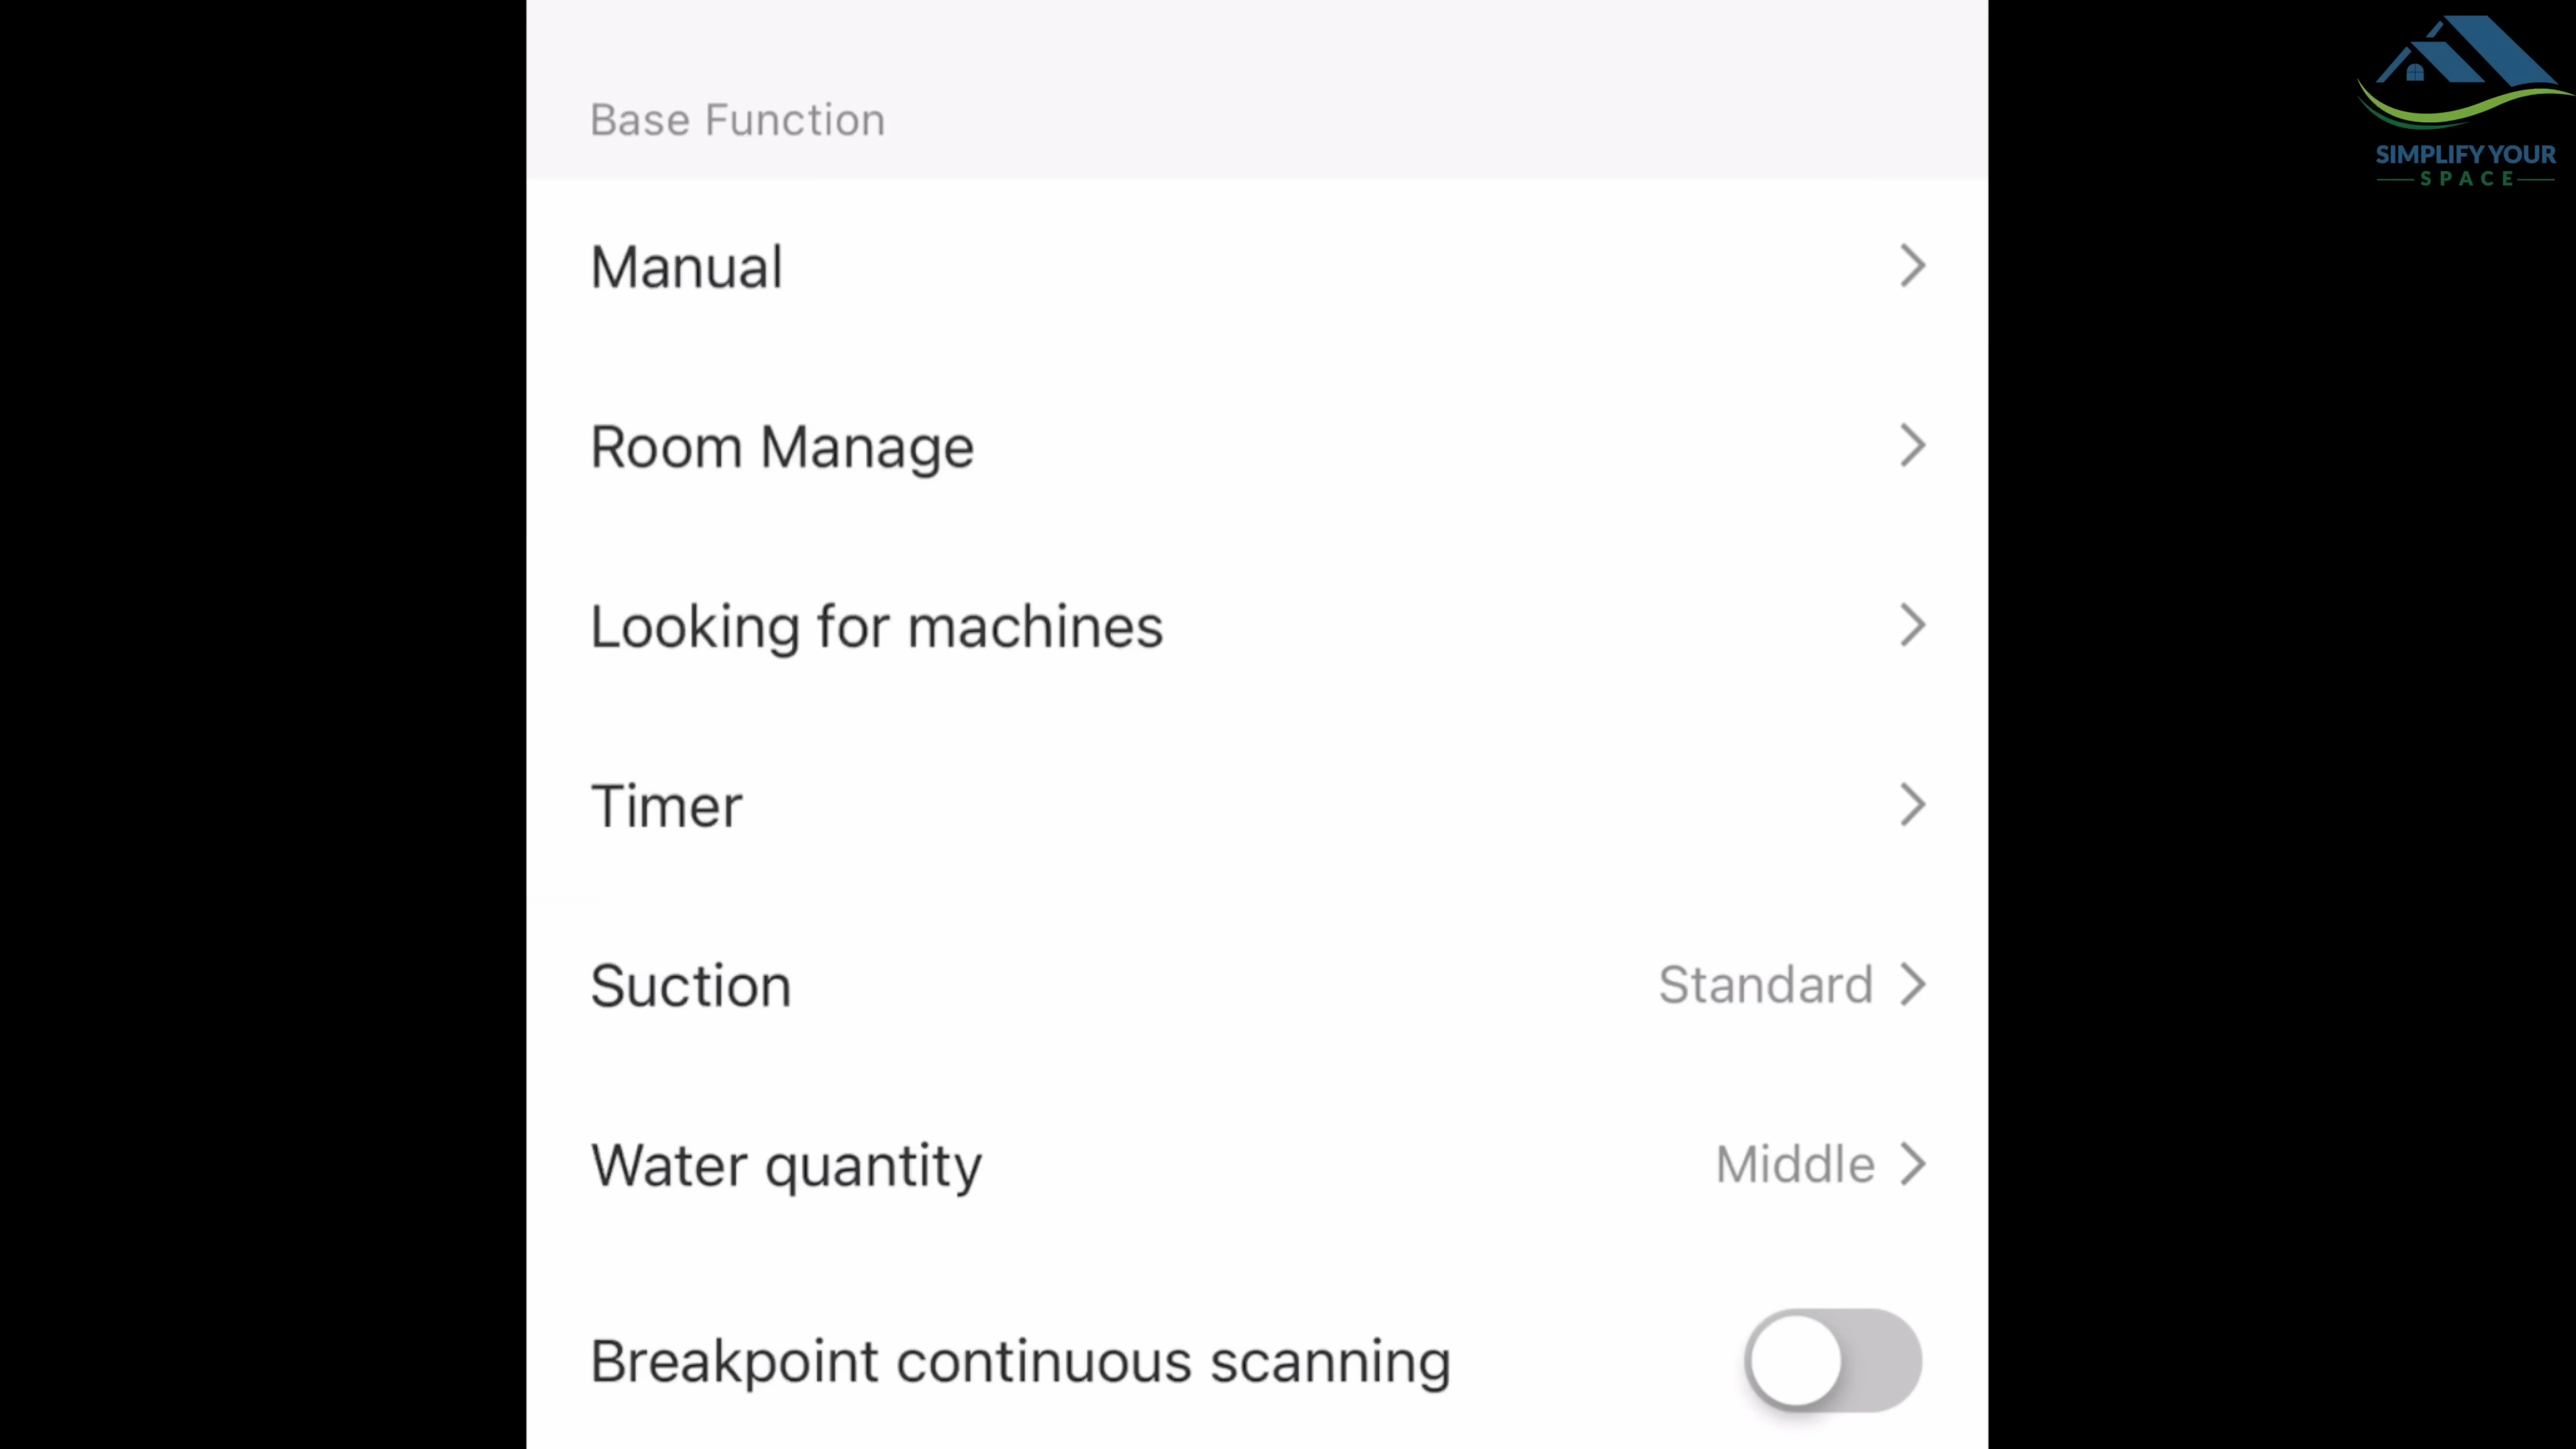 Base Function
Manual
Room Manage
Looking for machines
Timer
Suction Standard
Water quantity Middle
Breakpoint continuous scanning
SIMPLIFY YOUR
SPACE